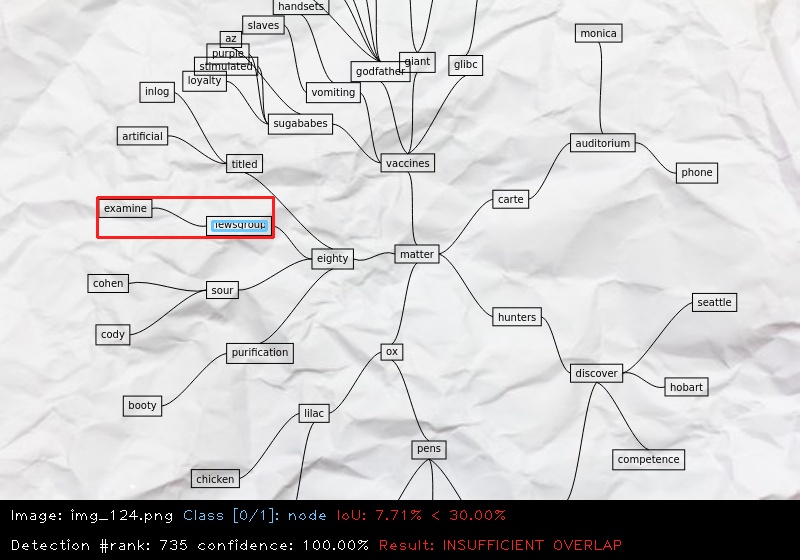 handsets
slaves
az
purple
stimulated
loyalty
inlog
artificial
vomiting
sugababes
godfather
giant
glibc
vaccines
titled
monica
auditorium
phone
carte
examine
eighty
matter
cohen
sour
cody
purification
booty
hunters
seattle
ox
discover
hobart
lilac
pens
competence
chicken
Image: img_124.png Class [0/1]: node IoU: 7.71% < 30.00%
Detection #rank: 735 confidence: 100.00% Result: INSUFFICIENT OVERLAP